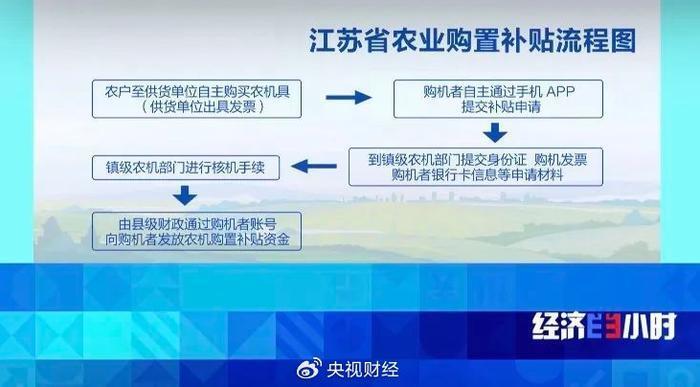 江苏省农业购置补贴流程图
农户至供货单位自主购买农机具
（供货单位出具发票）
购机者自主通过手机 APP
提交补贴申请
到镇级农机部门提交身份证 购机发票
购机者银行卡信息等申请材料
镇级农机部门进行核机手续
由县级财政通过购机者账号
向购机者发放农机购置补贴资金
经济半小时
央视财经